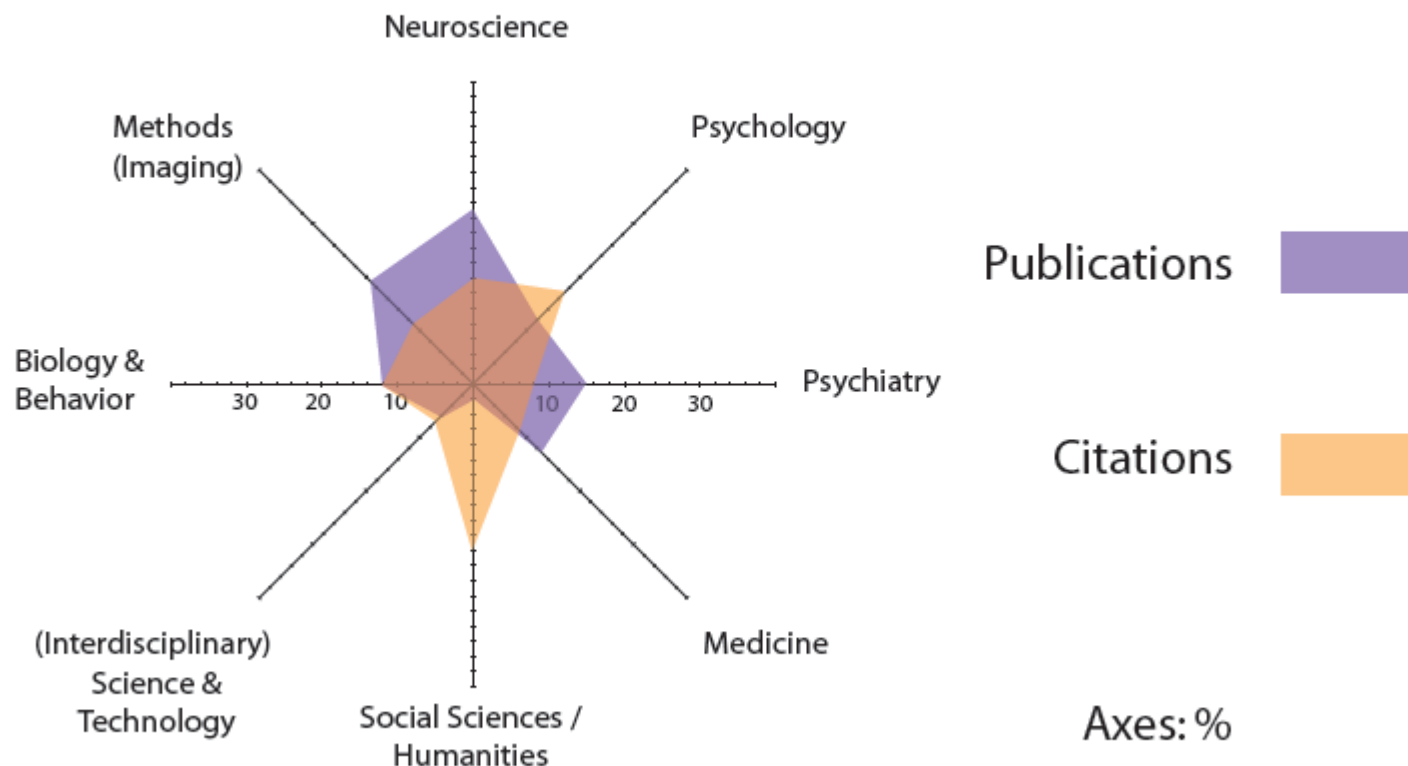 Neuroscience
Methods
(Imaging)
Psychology
Publications
Biology &
Behavior
30 20 10 10 20 30
Psychiatry
Citations
(Interdisciplinary)
Science &
Technology
Medicine
Social Sciences /
Humanities
Axes: %